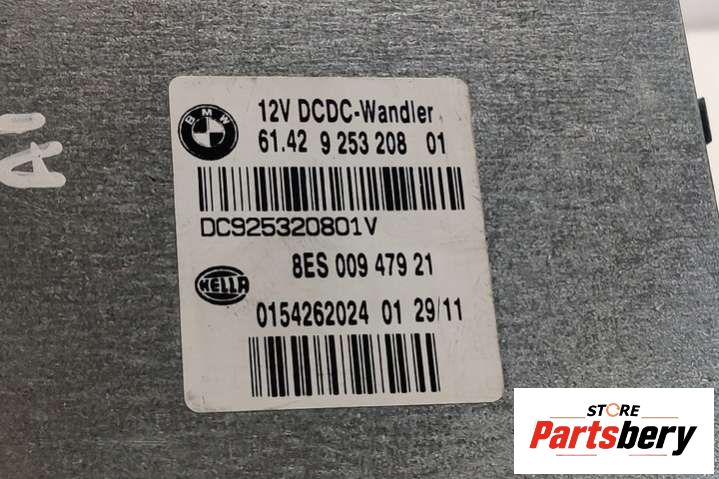 BMW
12V DCDC-Wandler
61.42 9 253 208 01
DC925320801V
8ES 009 479 21
HELLA
0154262024 01 29/11
STORE
Partsbery